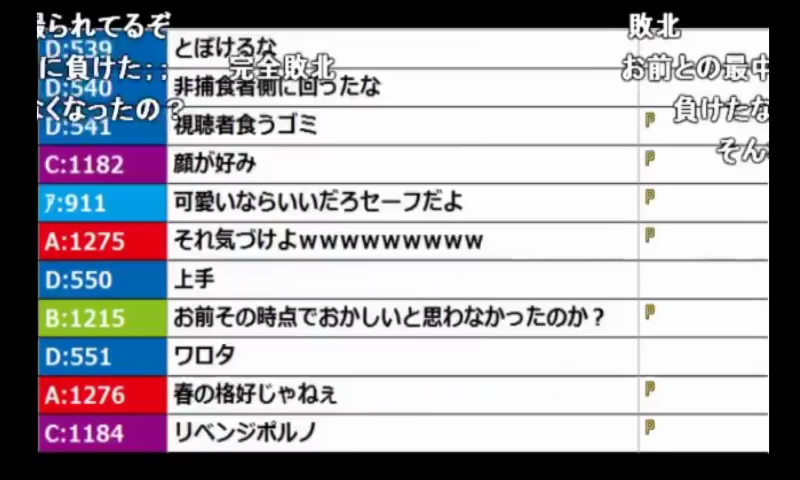 撮られてるぞ
敗北
D:539 とぼけるな
に負けた；；
完全敗北
お前との最中
D:540 非捕食者側に回ったな
なくなったの？
負けたな
D:541 視聴者食うゴミ P
そん
C:1182 顔が好み P
ｱ:911 可愛いならいいだろセーフだよ P
A:1275 それ気づけよwwwwwwwww P
D:550 上手
B:1215 お前その時点でおかしいと思わなかったのか？ P
D:551 ワロタ
A:1276 春の格好じゃねぇ P
C:1184 リベンジポルノ P